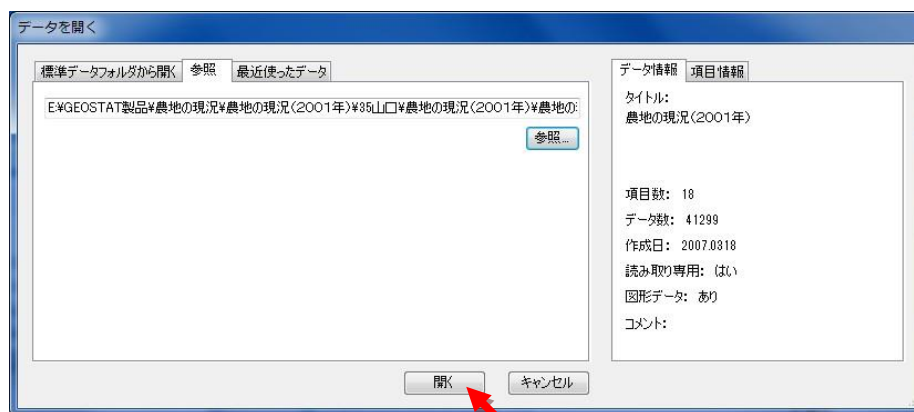 データを開く
標準データフォルダから開く 参照 最近使ったデータ
E:¥GEOSTAT製品¥農地の現況¥農地の現況(2001年)¥35山口¥農地の現況(2001年)¥農地の
参照...
開く キャンセル
データ情報 項目情報
タイトル:
農地の現況(2001年)
項目数: 18
データ数: 41299
作成日: 2007.0318
読み取り専用: はい
図形データ: あり
コメント: